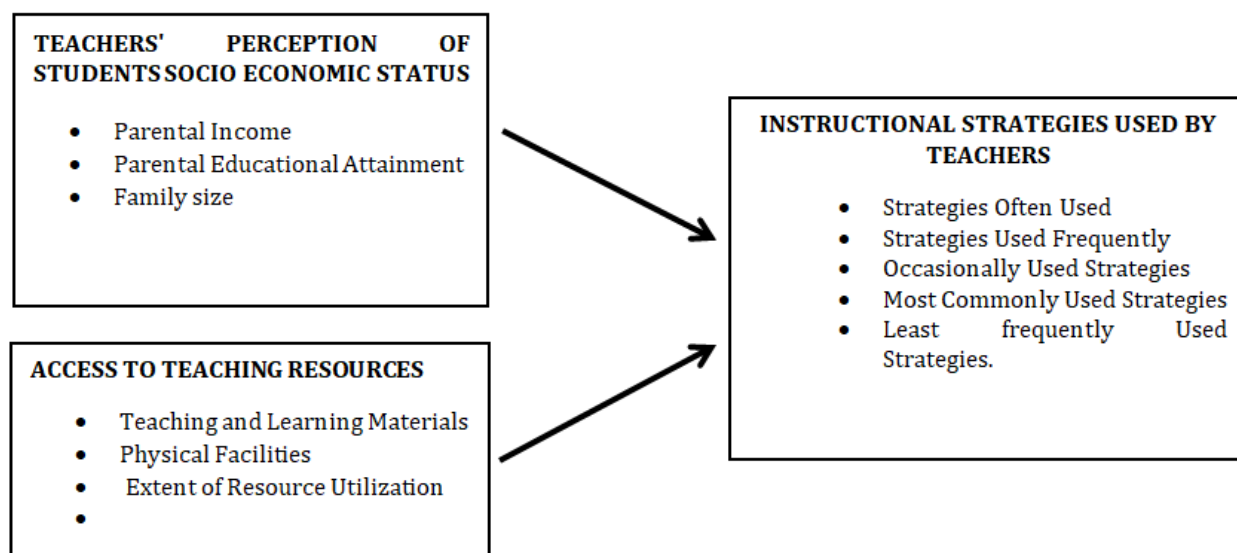 TEACHERS' PERCEPTION OF
STUDENTS SOCIO ECONOMIC STATUS
• Parental Income
• Parental Educational Attainment
• Family size
ACCESS TO TEACHING RESOURCES
• Teaching and Learning Materials
• Physical Facilities
• Extent of Resource Utilization
•
INSTRUCTIONAL STRATEGIES USED BY
TEACHERS
• Strategies Often Used
• Strategies Used Frequently
• Occasionally Used Strategies
• Most Commonly Used Strategies
• Least frequently Used
Strategies.